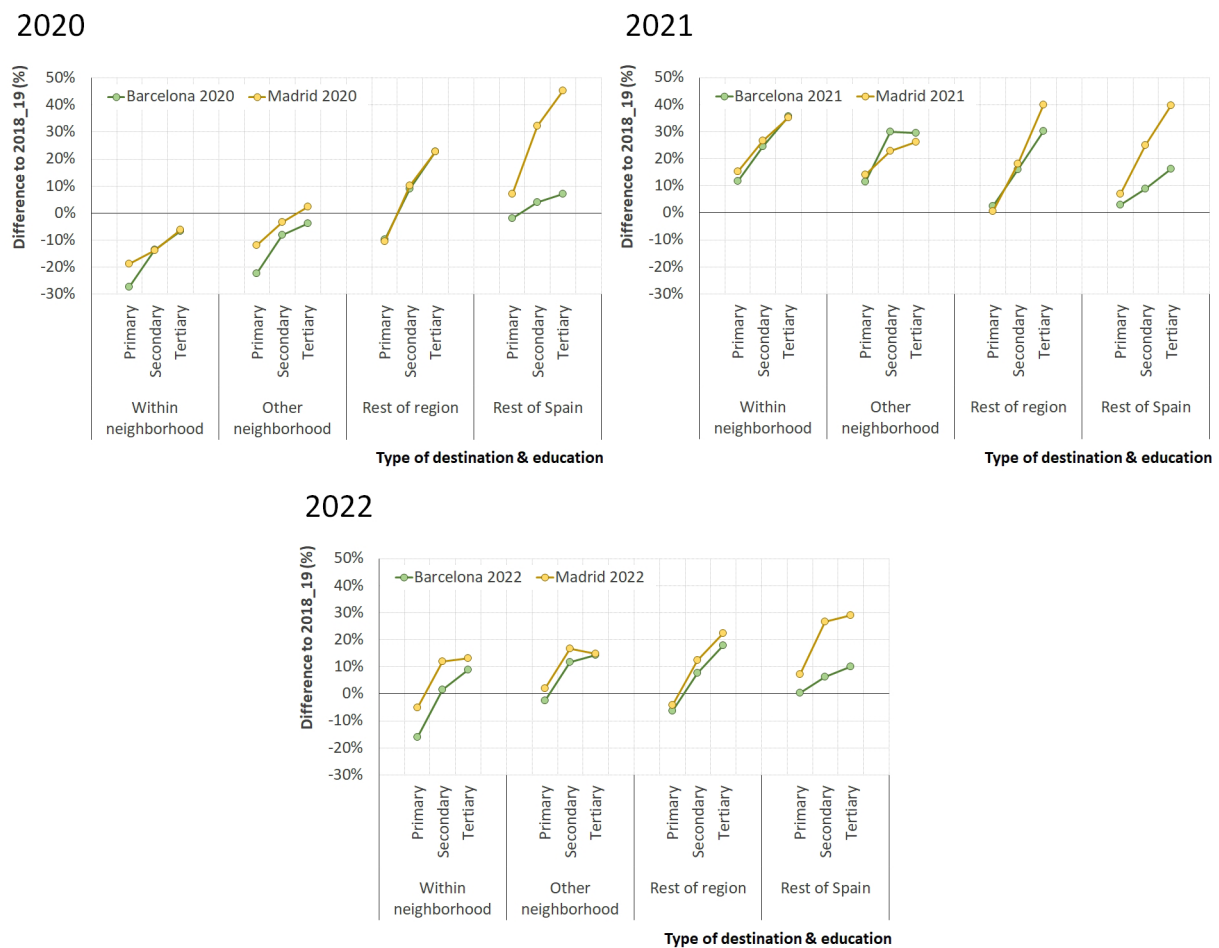 2020
Difference to 2018_19 (%)
50%
40%
30%
20%
10%
0%
-10%
-20%
-30%
Barcelona 2020
Madrid 2020
Primary
Secondary
Tertiary
Primary
Secondary
Tertiary
Primary
Secondary
Tertiary
Primary
Secondary
Tertiary
Within
neighborhood
Other
neighborhood
Rest of region
Rest of Spain
Type of destination & education
2021
Difference to 2018_19 (%)
50%
40%
30%
20%
10%
0%
-10%
-20%
-30%
Barcelona 2021
Madrid 2021
Primary
Secondary
Tertiary
Primary
Secondary
Tertiary
Primary
Secondary
Tertiary
Primary
Secondary
Tertiary
Within
neighborhood
Other
neighborhood
Rest of region
Rest of Spain
Type of destination & education
2022
Difference to 2018_19 (%)
50%
40%
30%
20%
10%
0%
-10%
-20%
-30%
Barcelona 2022
Madrid 2022
Primary
Secondary
Tertiary
Primary
Secondary
Tertiary
Primary
Secondary
Tertiary
Primary
Secondary
Tertiary
Within
neighborhood
Other
neighborhood
Rest of region
Rest of Spain
Type of destination & education